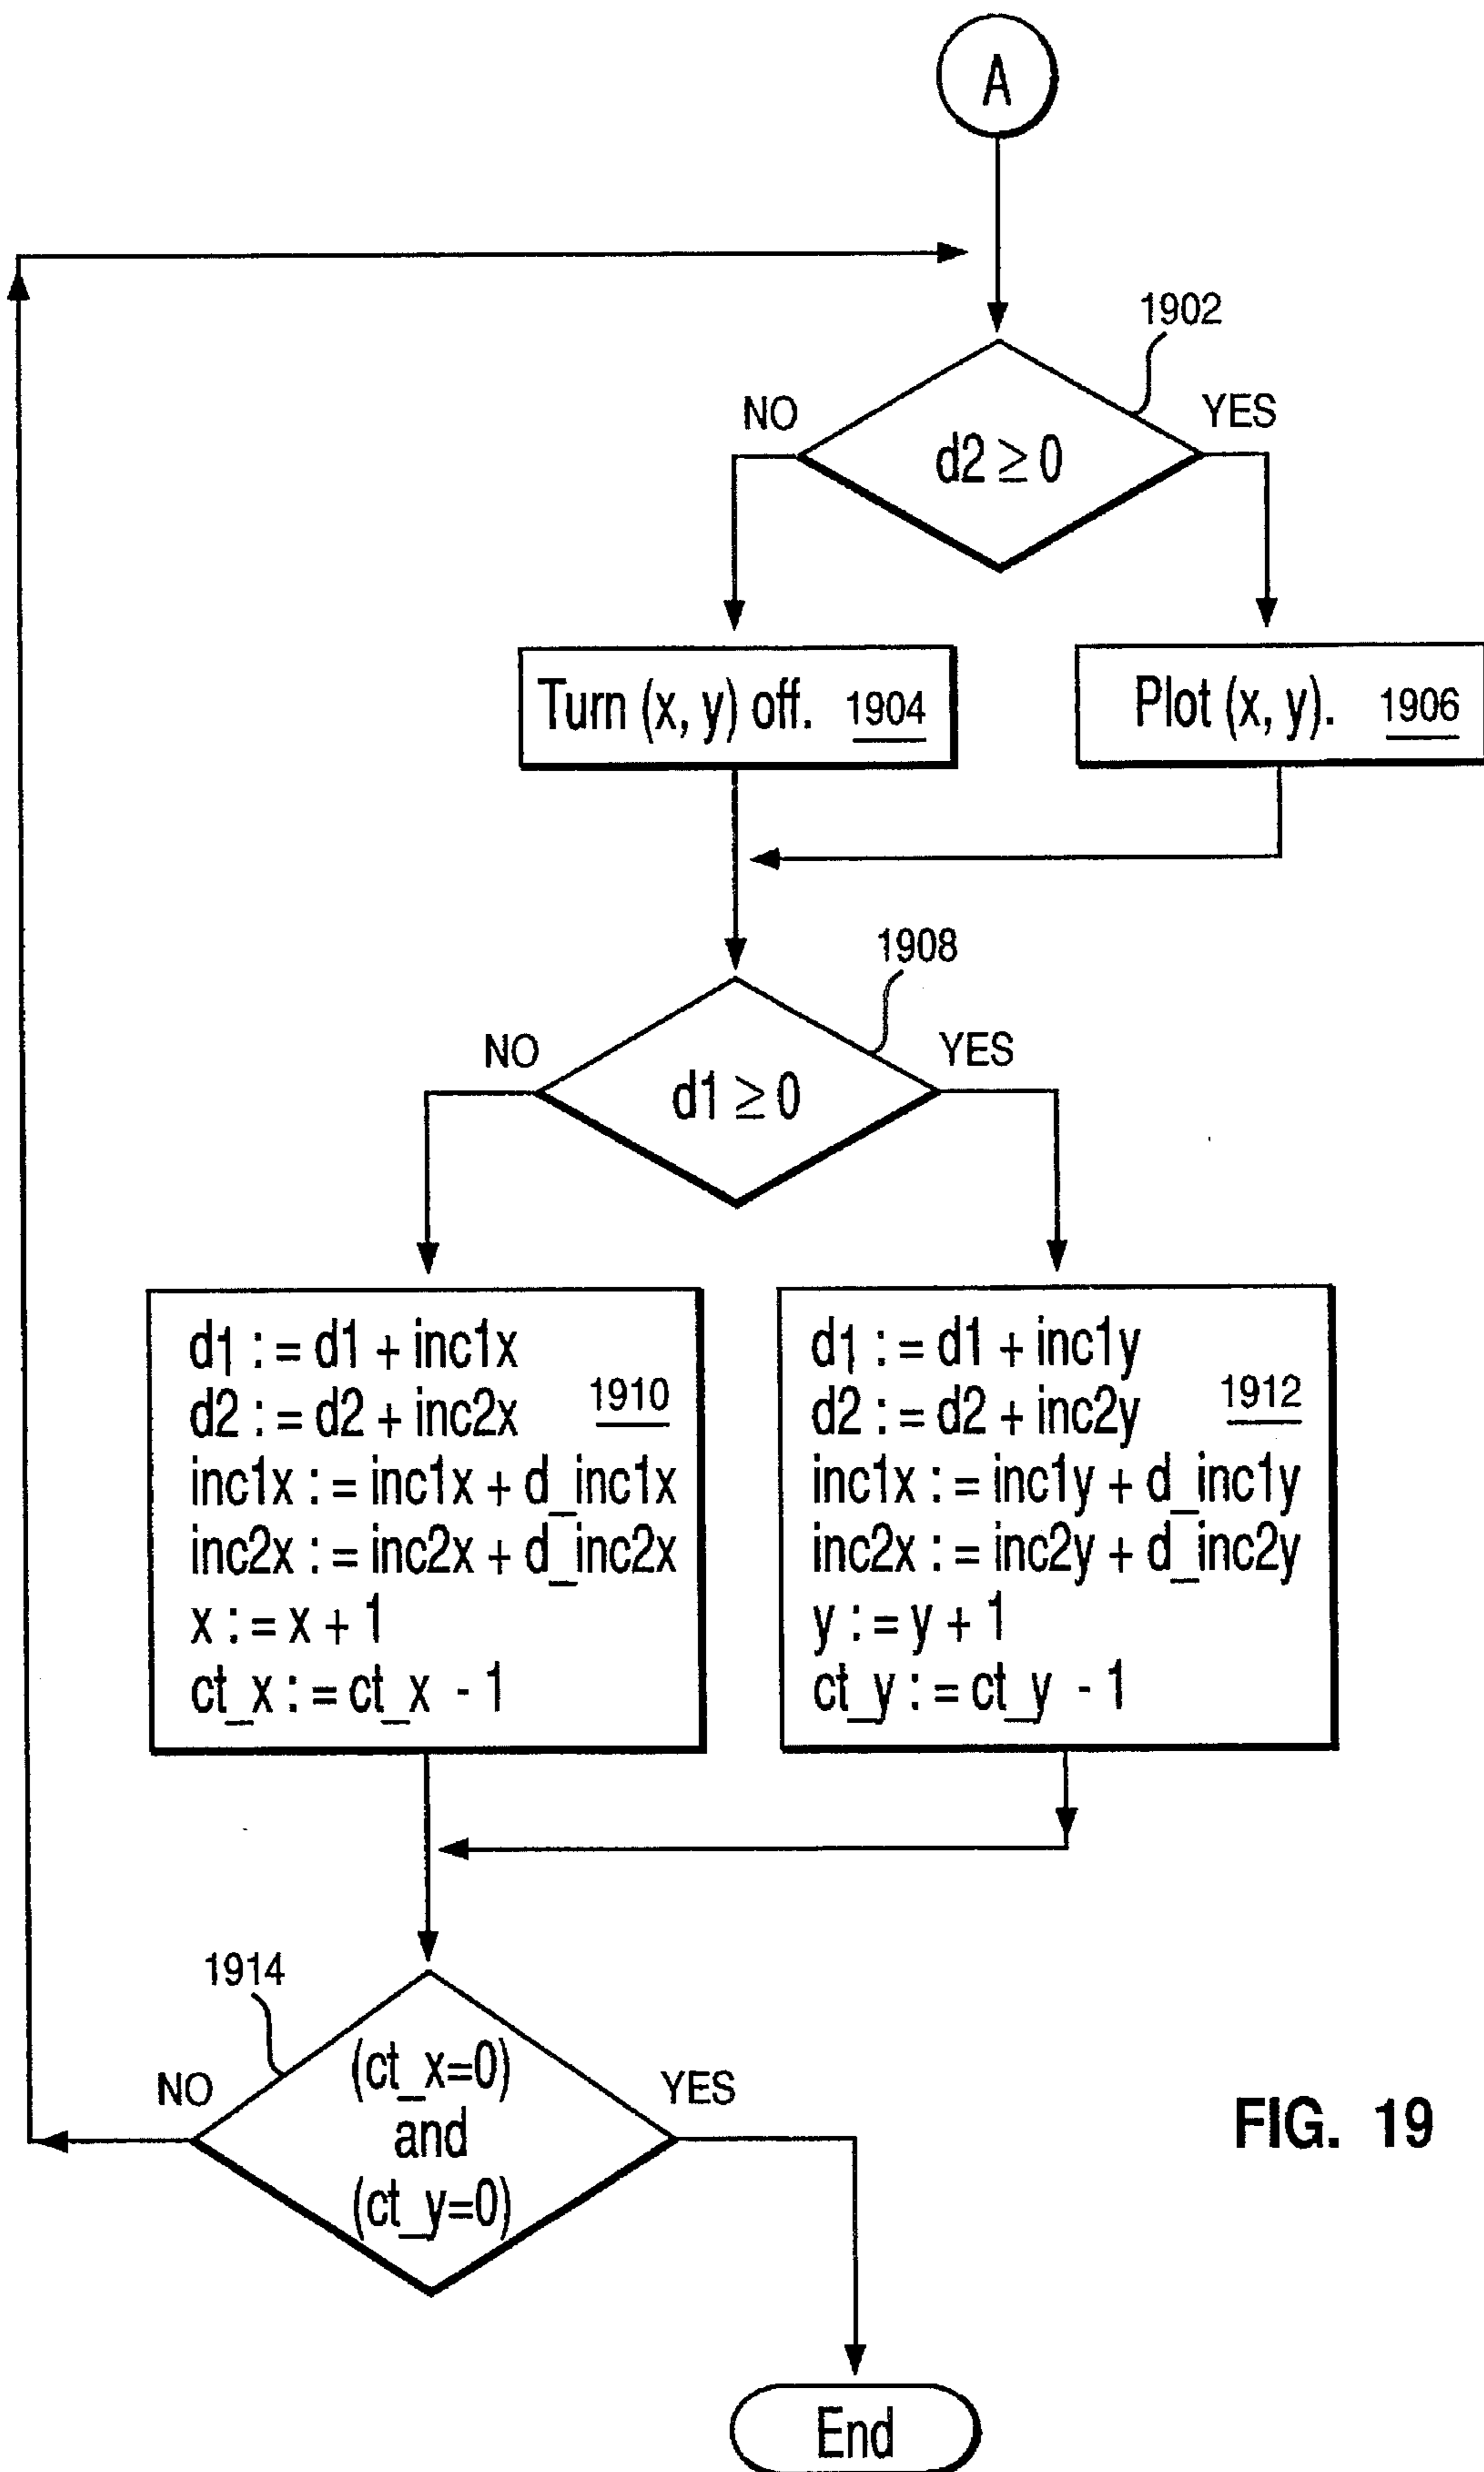 A
1902
NO
YES
d2 ≥ 0
Turn (x, y) off. 1904
Plot (x, y). 1906
1908
NO
YES
d1 ≥ 0
d1 := d1 + inc1x
d2 := d2 + inc2x
1910
inc1x := inc1x + d_inc1x
inc2x := inc2x + d_inc2x
x := x + 1
ct_x := ct_x - 1
d1 := d1 + inc1y
d2 := d2 + inc2y
1912
inc1x := inc1y + d_inc1y
inc2x := inc2y + d_inc2y
y := y + 1
ct_y := ct_y - 1
1914
NO
YES
(ct_x=0)
and
(ct_y=0)
FIG. 19
End